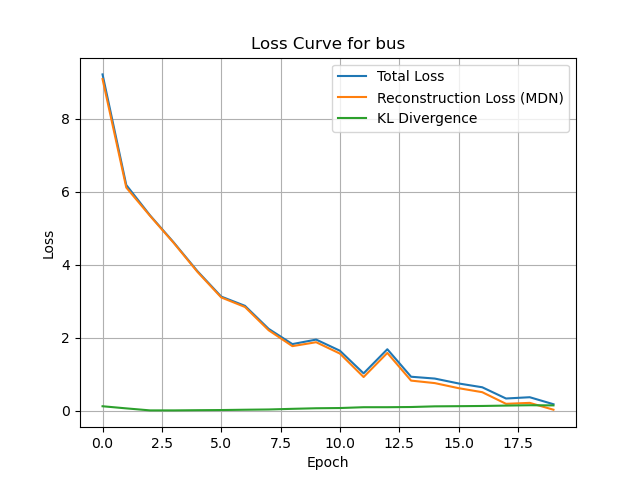 Loss Curve for bus
Total Loss
Reconstruction Loss (MDN)
KL Divergence
8
6
4
2
0
Loss
0.0 2.5 5.0 7.5 10.0 12.5 15.0 17.5
Epoch